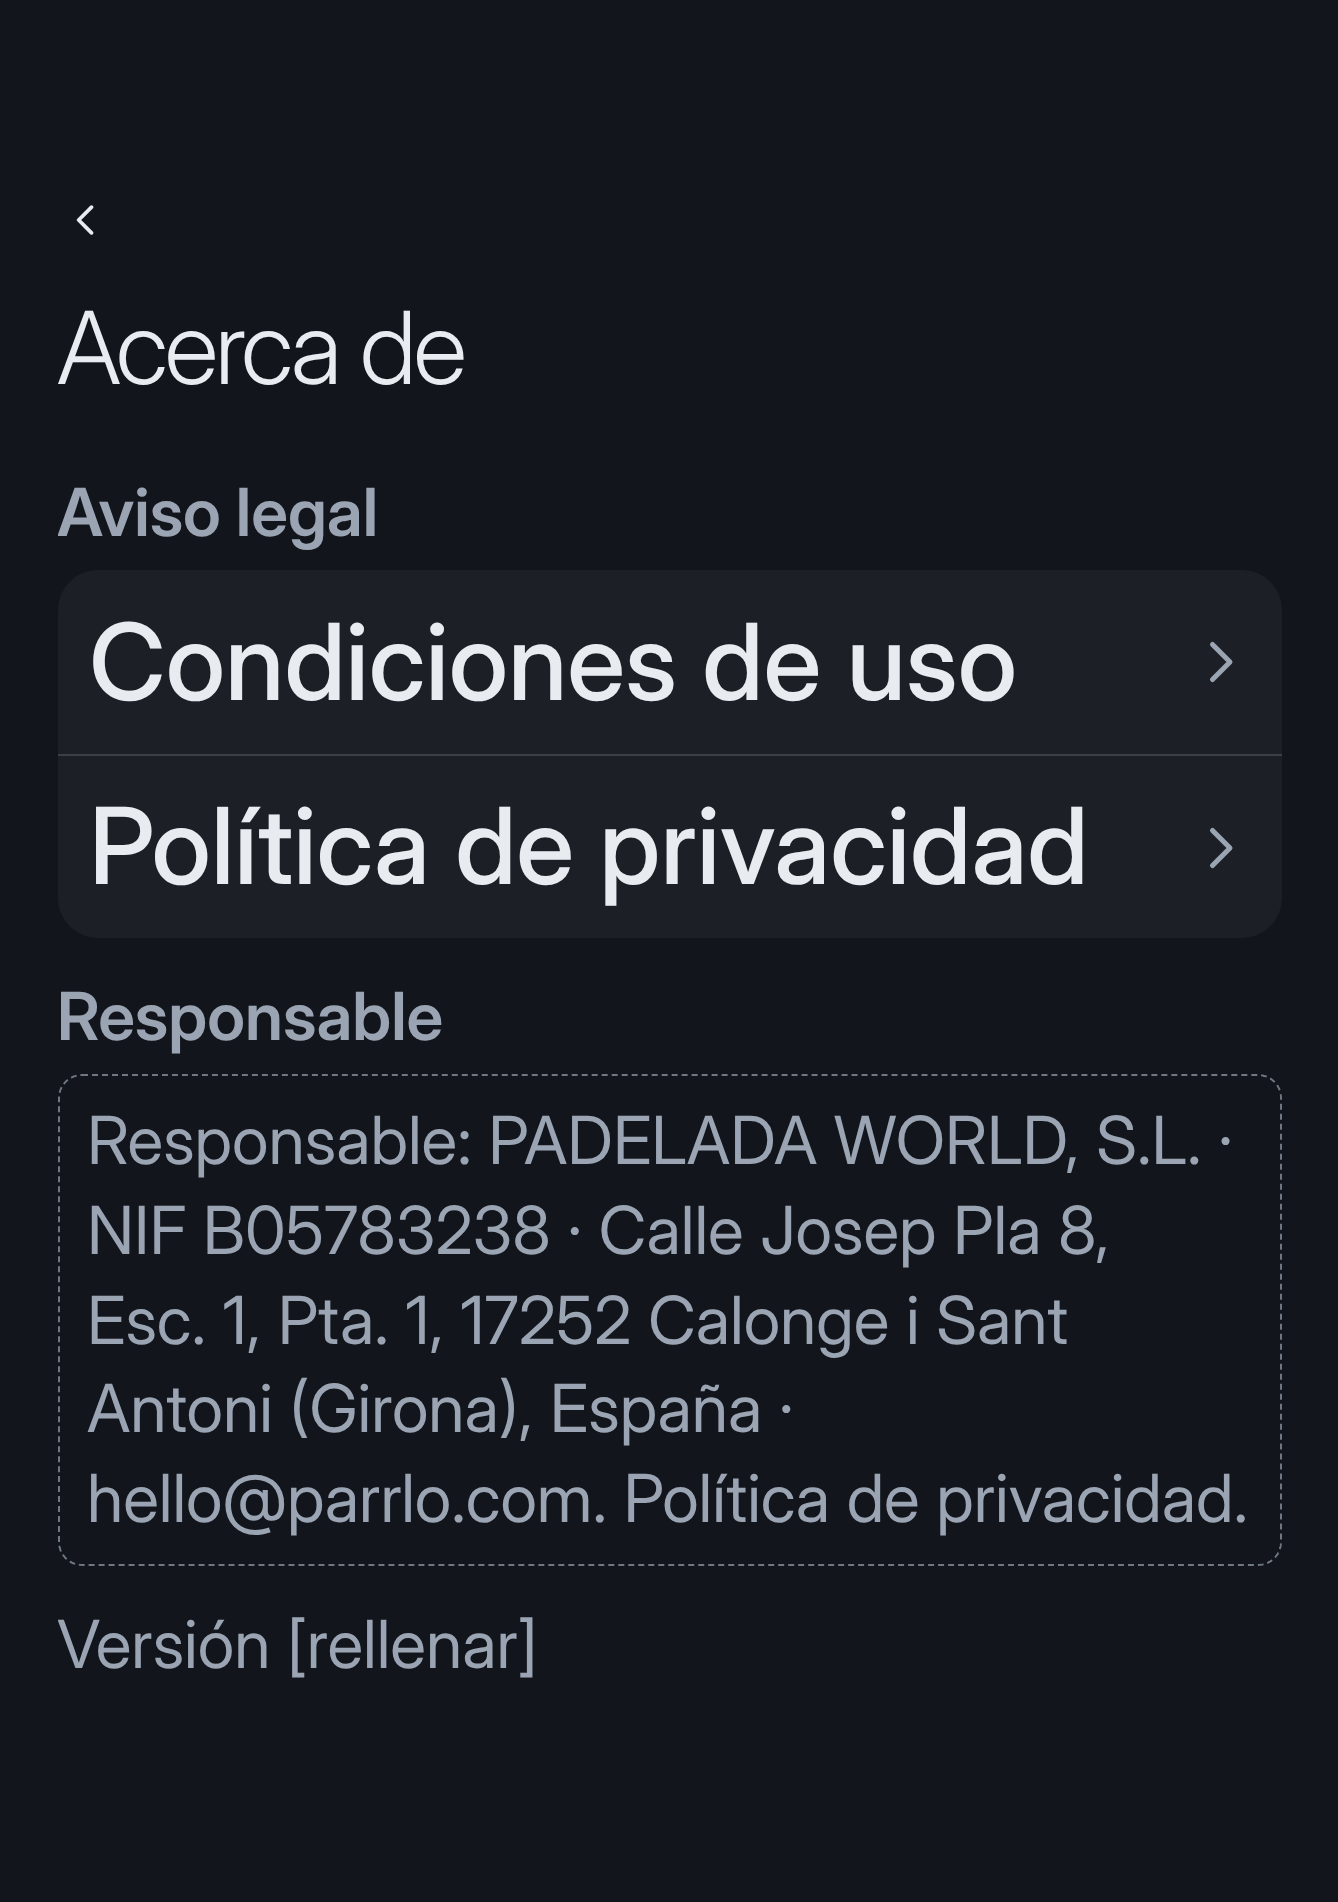 Acerca de
Aviso legal
Condiciones de uso
Política de privacidad
Responsable
Responsable: PADELADA WORLD, S.L. ·
NIF B05783238 · Calle Josep Pla 8,
Esc. 1, Pta. 1, 17252 Calonge i Sant
Antoni (Girona), España ·
hello@parrlo.com. Política de privacidad.
Versión [rellenar]